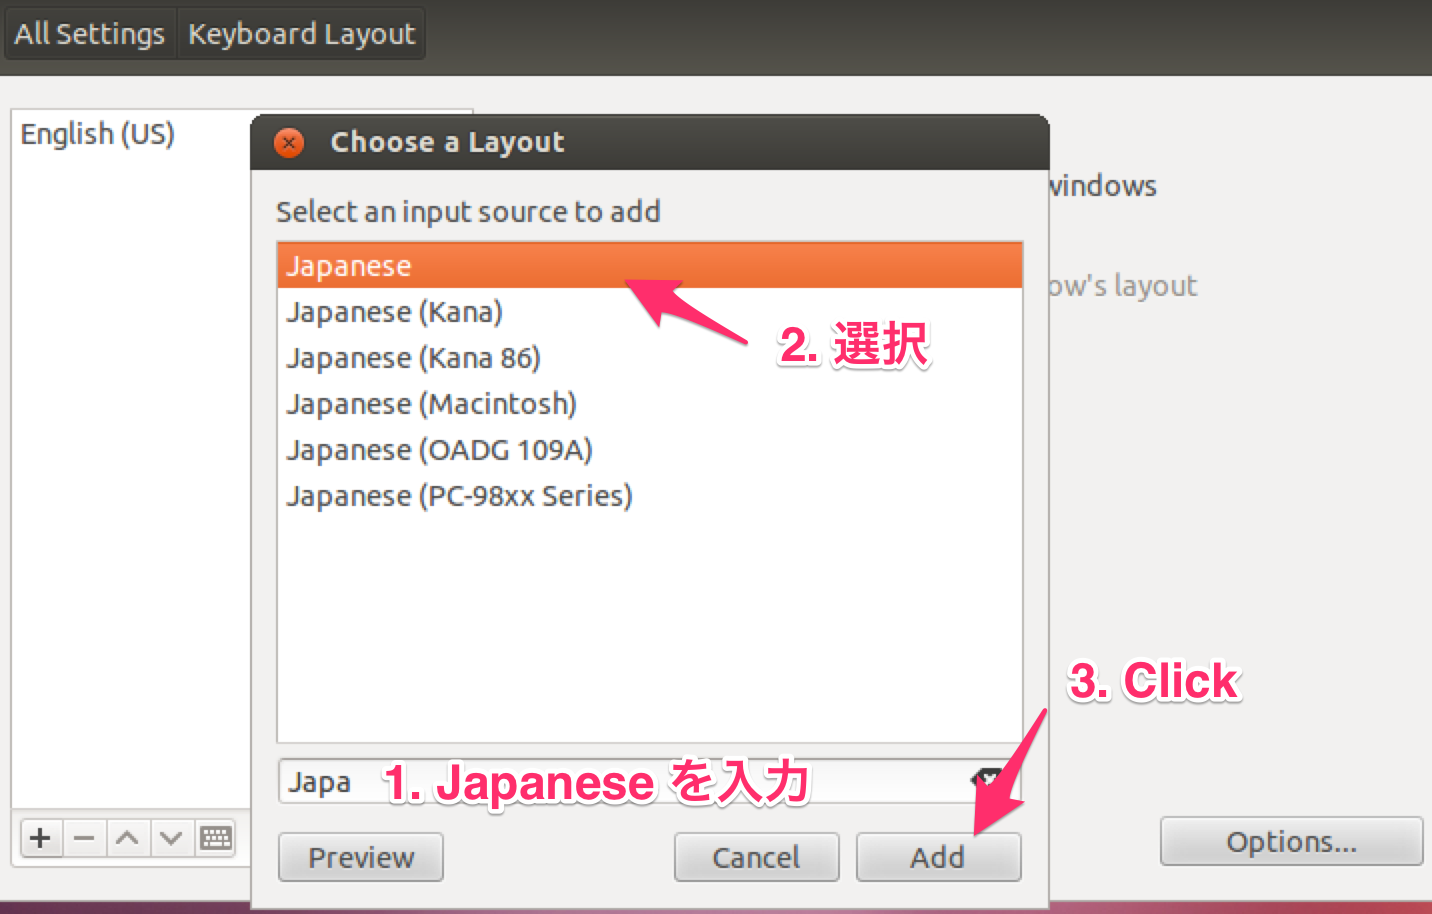 All Settings
Keyboard Layout
English (US)
Choose a Layout
windows
Select an input source to add
Japanese
ow's layout
Japanese (Kana)
2. 選択
Japanese (Kana 86)
Japanese (Macintosh)
Japanese (OADG 109A)
Japanese (PC-98xx Series)
3. Click
Japa
1. Japanese を入力
Preview
Cancel
Add
Options...